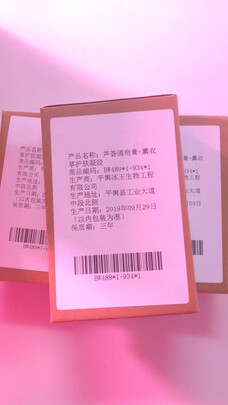 产品名称：芦荟清疮膏·薰衣
草护肤凝胶
商品编码：BW489*1-934*1
生产商：平舆冰王生物工程
有限公司
生产地址：平舆县工业大道
中段北侧
生产日期：2019年09月29日
（以内包装为准）
保质期：三年
BW489*1-934*1